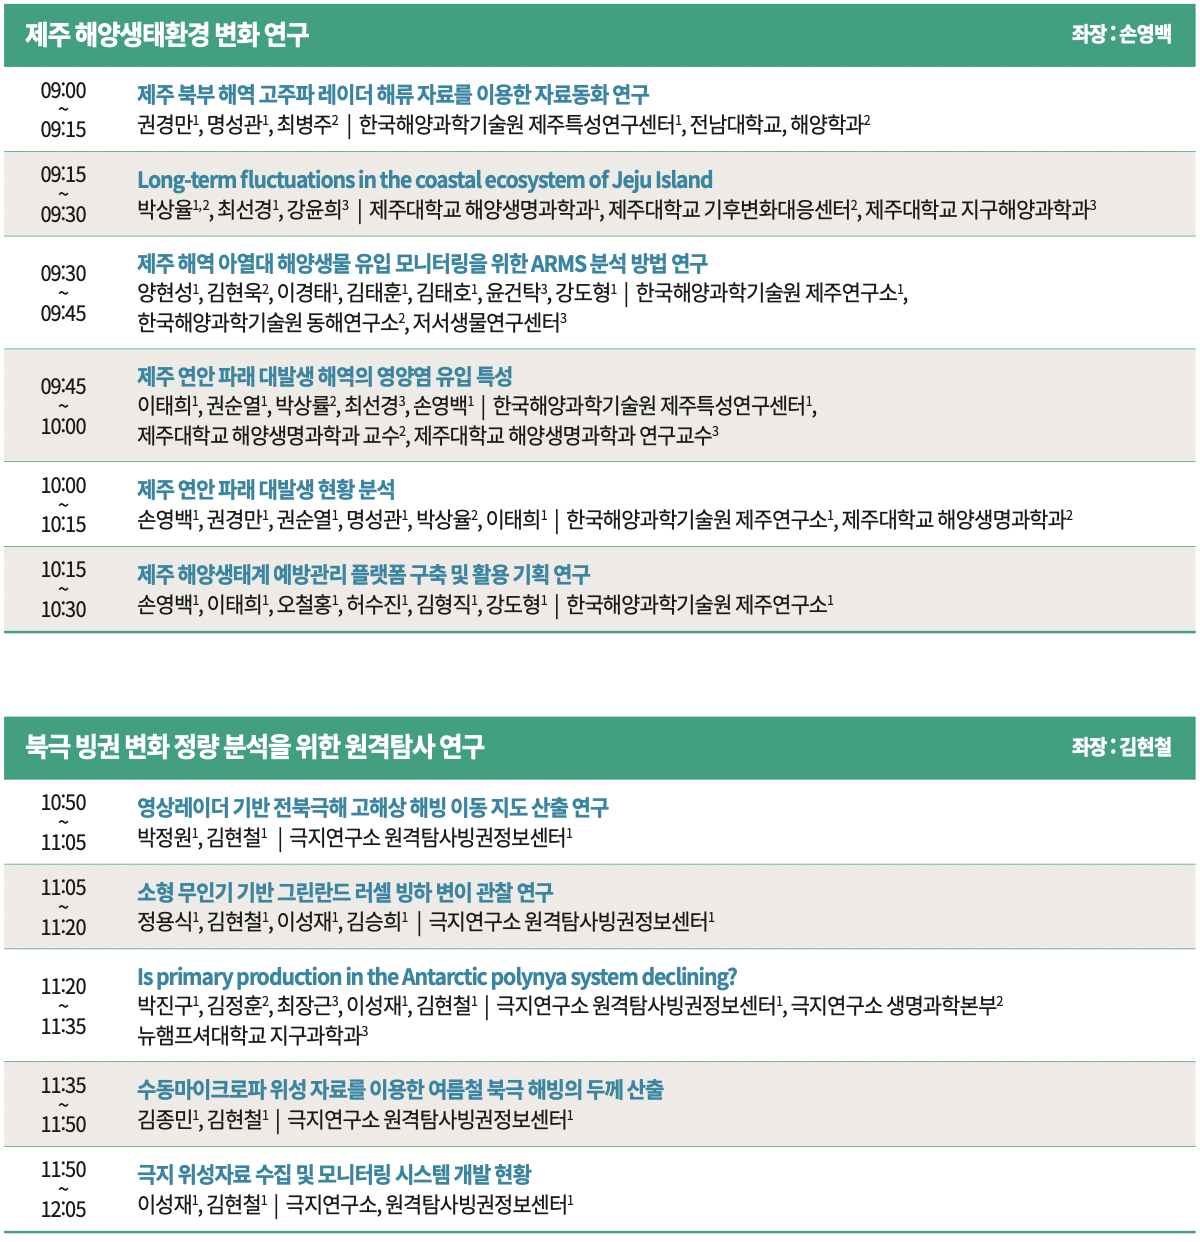 제주 해양생태환경 변화 연구 좌장 : 손영백
09:00 ~ 09:15
제주 북부 해역 고주파 레이더 해류 자료를 이용한 자료동화 연구
권경만¹, 명성관¹, 최병주² | 한국해양과학기술원 제주특성연구센터¹, 전남대학교, 해양학과²
09:15 ~ 09:30
Long-term fluctuations in the coastal ecosystem of Jeju Island
박상율¹,², 최선경¹, 강윤희³ | 제주대학교 해양생명과학과¹, 제주대학교 기후변화대응센터², 제주대학교 지구해양과학과³
09:30 ~ 09:45
제주 해역 아열대 해양생물 유입 모니터링을 위한 ARMS 분석 방법 연구
양현성¹, 김현욱², 이경태¹, 김태훈¹, 김태호¹, 윤건탁³, 강도형¹ | 한국해양과학기술원 제주연구소¹,
한국해양과학기술원 동해연구소², 저서생물연구센터³
09:45 ~ 10:00
제주 연안 파래 대발생 해역의 영양염 유입 특성
이태희¹, 권순열¹, 박상률², 최선경³, 손영백¹ | 한국해양과학기술원 제주특성연구센터¹,
제주대학교 해양생명과학과 교수², 제주대학교 해양생명과학과 연구교수³
10:00 ~ 10:15
제주 연안 파래 대발생 현황 분석
손영백¹, 권경만¹, 권순열¹, 명성관¹, 박상율², 이태희¹ | 한국해양과학기술원 제주연구소¹, 제주대학교 해양생명과학과²
10:15 ~ 10:30
제주 해양생태계 예방관리 플랫폼 구축 및 활용 기획 연구
손영백¹, 이태희¹, 오철홍¹, 허수진¹, 김형직¹, 강도형¹ | 한국해양과학기술원 제주연구소¹
북극 빙권 변화 정량 분석을 위한 원격탐사 연구 좌장 : 김현철
10:50 ~ 11:05
영상레이더 기반 전북극해 고해상 해빙 이동 지도 산출 연구
박정원¹, 김현철¹ | 극지연구소 원격탐사빙권정보센터¹
11:05 ~ 11:20
소형 무인기 기반 그린란드 러셀 빙하 변이 관찰 연구
정용식¹, 김현철¹, 이성재¹, 김승희¹ | 극지연구소 원격탐사빙권정보센터¹
11:20 ~ 11:35
Is primary production in the Antarctic polynya system declining?
박진구¹, 김정훈², 최장근³, 이성재¹, 김현철¹ | 극지연구소 원격탐사빙권정보센터¹, 극지연구소 생명과학본부²
뉴햄프셔대학교 지구과학과³
11:35 ~ 11:50
수동마이크로파 위성 자료를 이용한 여름철 북극 해빙의 두께 산출
김종민¹, 김현철¹ | 극지연구소 원격탐사빙권정보센터¹
11:50 ~ 12:05
극지 위성자료 수집 및 모니터링 시스템 개발 현황
이성재¹, 김현철¹ | 극지연구소, 원격탐사빙권정보센터¹